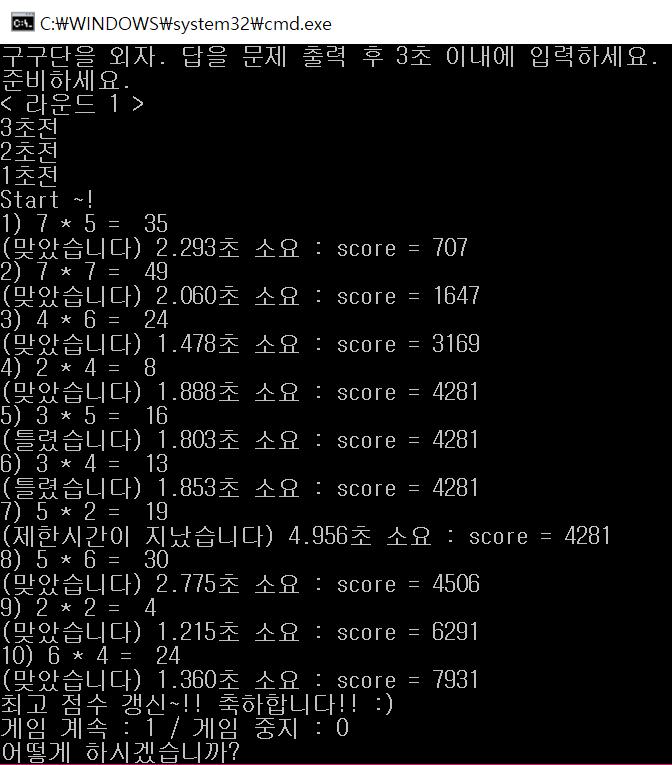 C:\WINDOWS\system32\cmd.exe
구구단을 외자. 답을 문제 출력 후 3초 이내에 입력하세요.
준비하세요.
< 라운드 1 >
3초전
2초전
1초전
Start ~!
1) 7 * 5 =  35
(맞았습니다) 2.293초 소요 : score = 707
2) 7 * 7 =  49
(맞았습니다) 2.060초 소요 : score = 1647
3) 4 * 6 =  24
(맞았습니다) 1.478초 소요 : score = 3169
4) 2 * 4 =  8
(맞았습니다) 1.888초 소요 : score = 4281
5) 3 * 5 =  16
(틀렸습니다) 1.803초 소요 : score = 4281
6) 3 * 4 =  13
(틀렸습니다) 1.853초 소요 : score = 4281
7) 5 * 2 =  19
(제한시간이 지났습니다) 4.956초 소요 : score = 4281
8) 5 * 6 =  30
(맞았습니다) 2.775초 소요 : score = 4506
9) 2 * 2 =  4
(맞았습니다) 1.215초 소요 : score = 6291
10) 6 * 4 =  24
(맞았습니다) 1.360초 소요 : score = 7931
최고 점수 갱신~!! 축하합니다!! :)
게임 계속 : 1 / 게임 중지 : 0
어떻게 하시겠습니까?